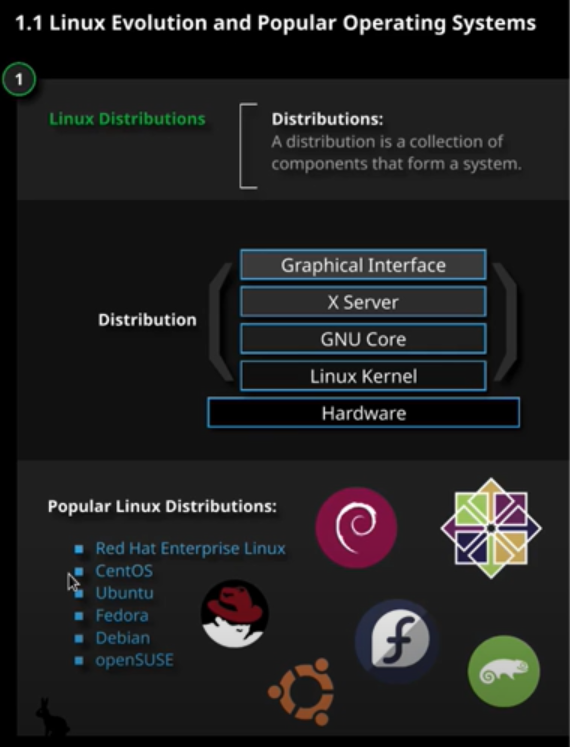 1.1 Linux Evolution and Popular Operating Systems
1
Linux Distributions
Distributions:
A distribution is a collection of
components that form a system.
Distribution
Graphical Interface
X Server
GNU Core
Linux Kernel
Hardware
Popular Linux Distributions:
Red Hat Enterprise Linux
CentOS
Ubuntu
Fedora
Debian
openSUSE